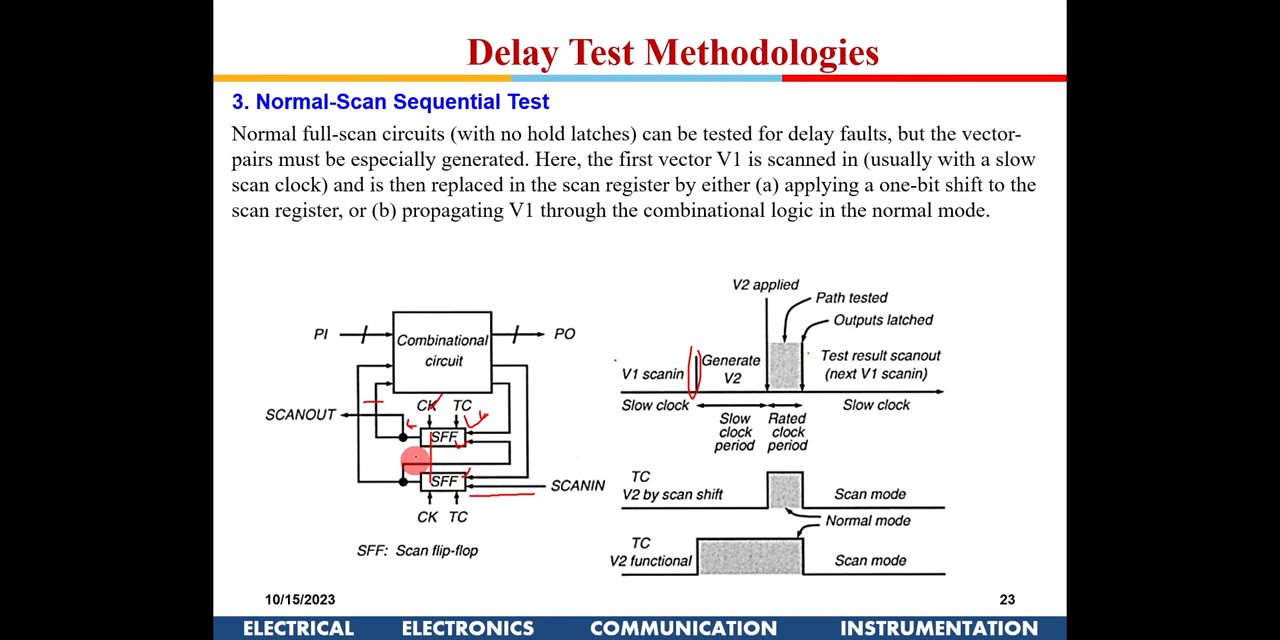 Delay Test Methodologies
3. Normal-Scan Sequential Test
Normal full-scan circuits (with no hold latches) can be tested for delay faults, but the vector-
pairs must be especially generated. Here, the first vector V1 is scanned in (usually with a slow
scan clock) and is then replaced in the scan register by either (a) applying a one-bit shift to the
scan register, or (b) propagating V1 through the combinational logic in the normal mode.
PI
Combinational
circuit
PO
CK TC
SCANOUT
SFF
SFF
SCANIN
CK TC
SFF: Scan flip-flop
V2 applied
Path tested
Outputs latched
V1 scanin
Generate
V2
Test result scanout
(next V1 scanin)
Slow clock
Slow
clock
period
Rated
clock
period
Slow clock
TC
V2 by scan shift
Scan mode
Normal mode
TC
V2 functional
Scan mode
10/15/2023
23
ELECTRICAL ELECTRONICS COMMUNICATION INSTRUMENTATION